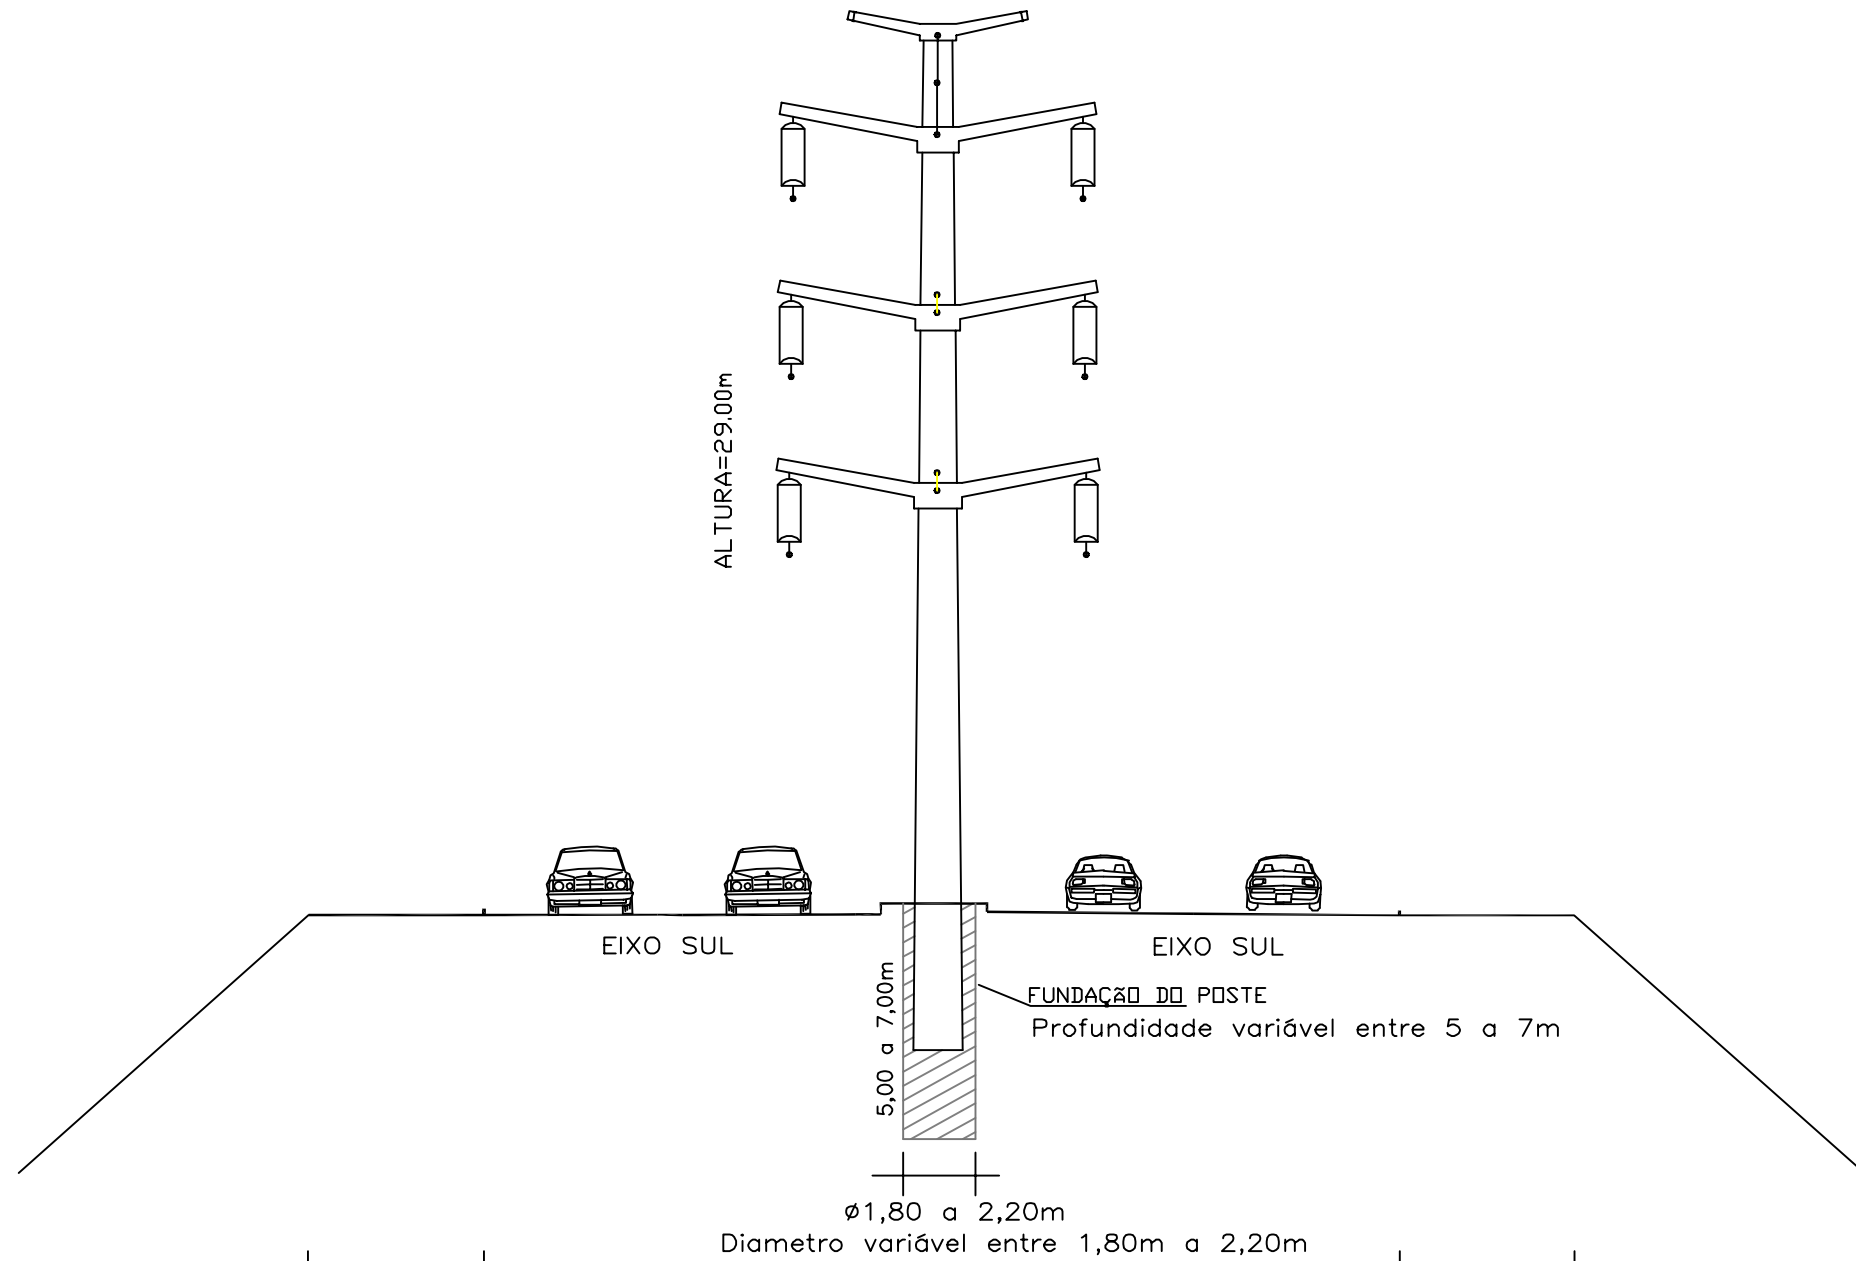 ALTURA=29.00m
EIXO SUL
EIXO SUL
5,00 a 7,00m
FUNDAÇÃO DO POSTE
Profundidade variável entre 5 a 7m
ø1,80 a 2,20m
Diametro variável entre 1,80m a 2,20m